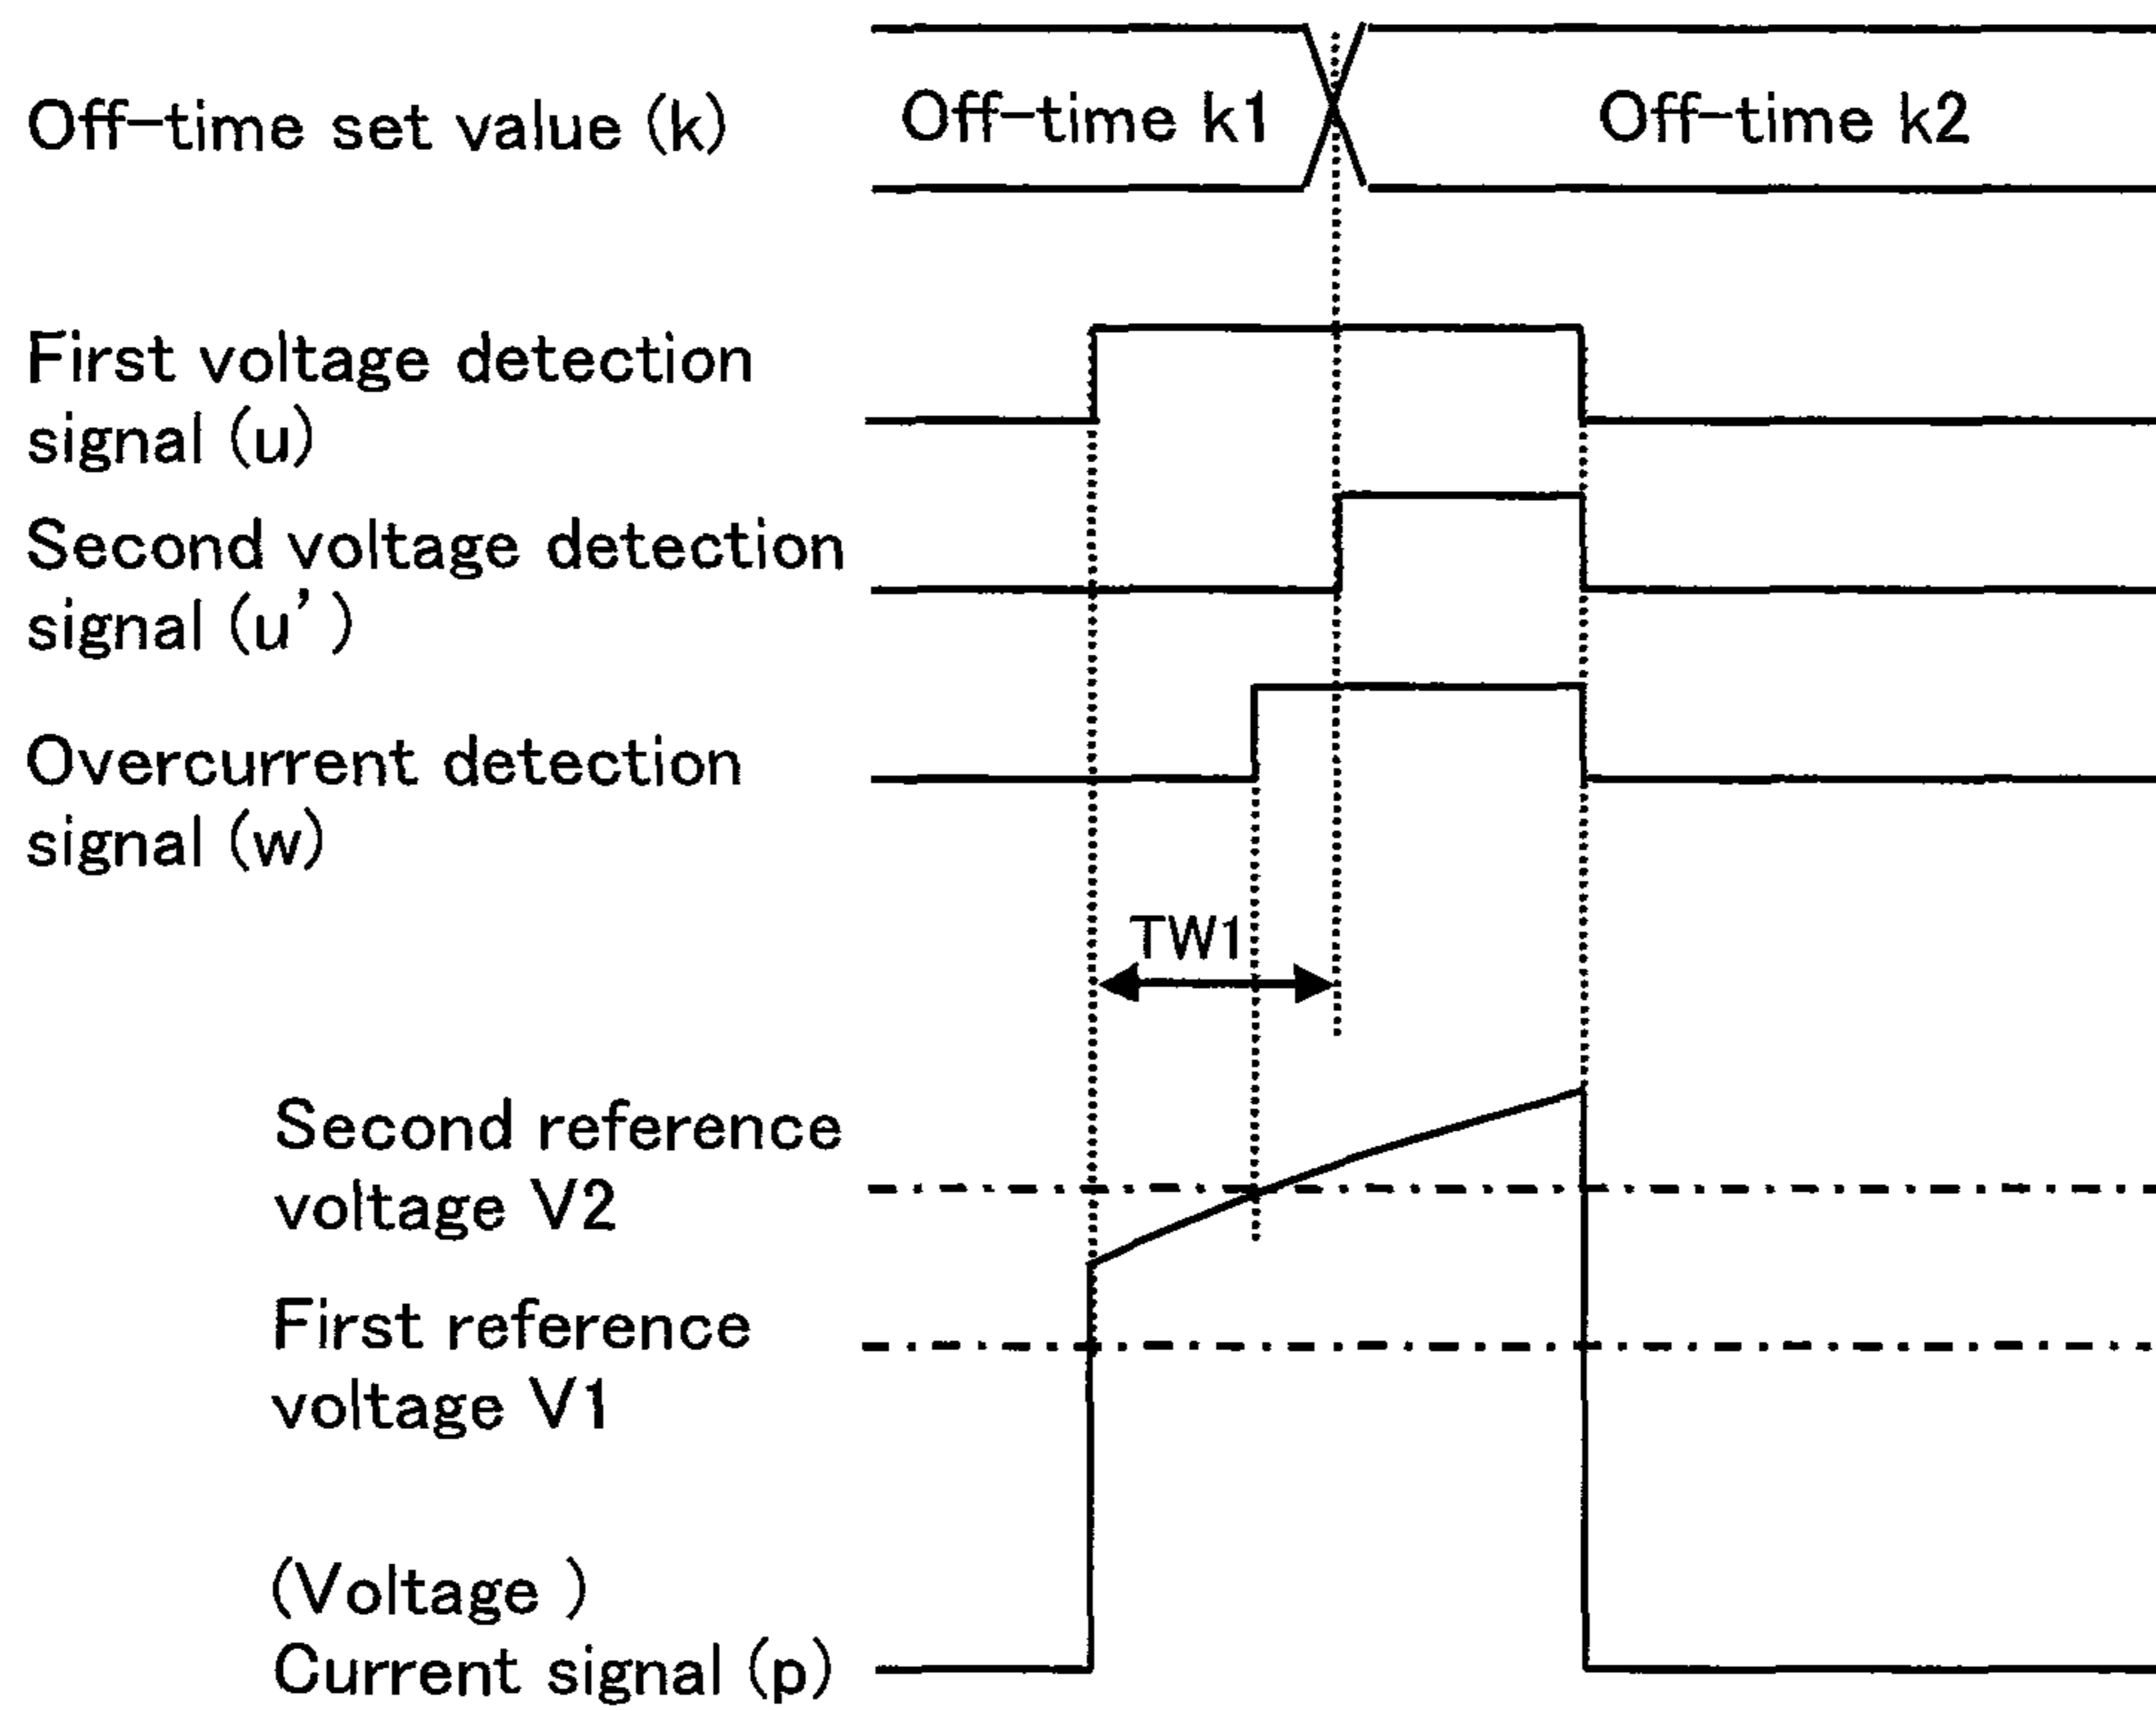 Off-time set value (k)
Off-time k1
Off-time k2
First voltage detection
signal (u)
Second voltage detection
signal (u’)
Overcurrent detection
signal (w)
TW1
Second reference
voltage V2
First reference
voltage V1
(Voltage )
Current signal (p)